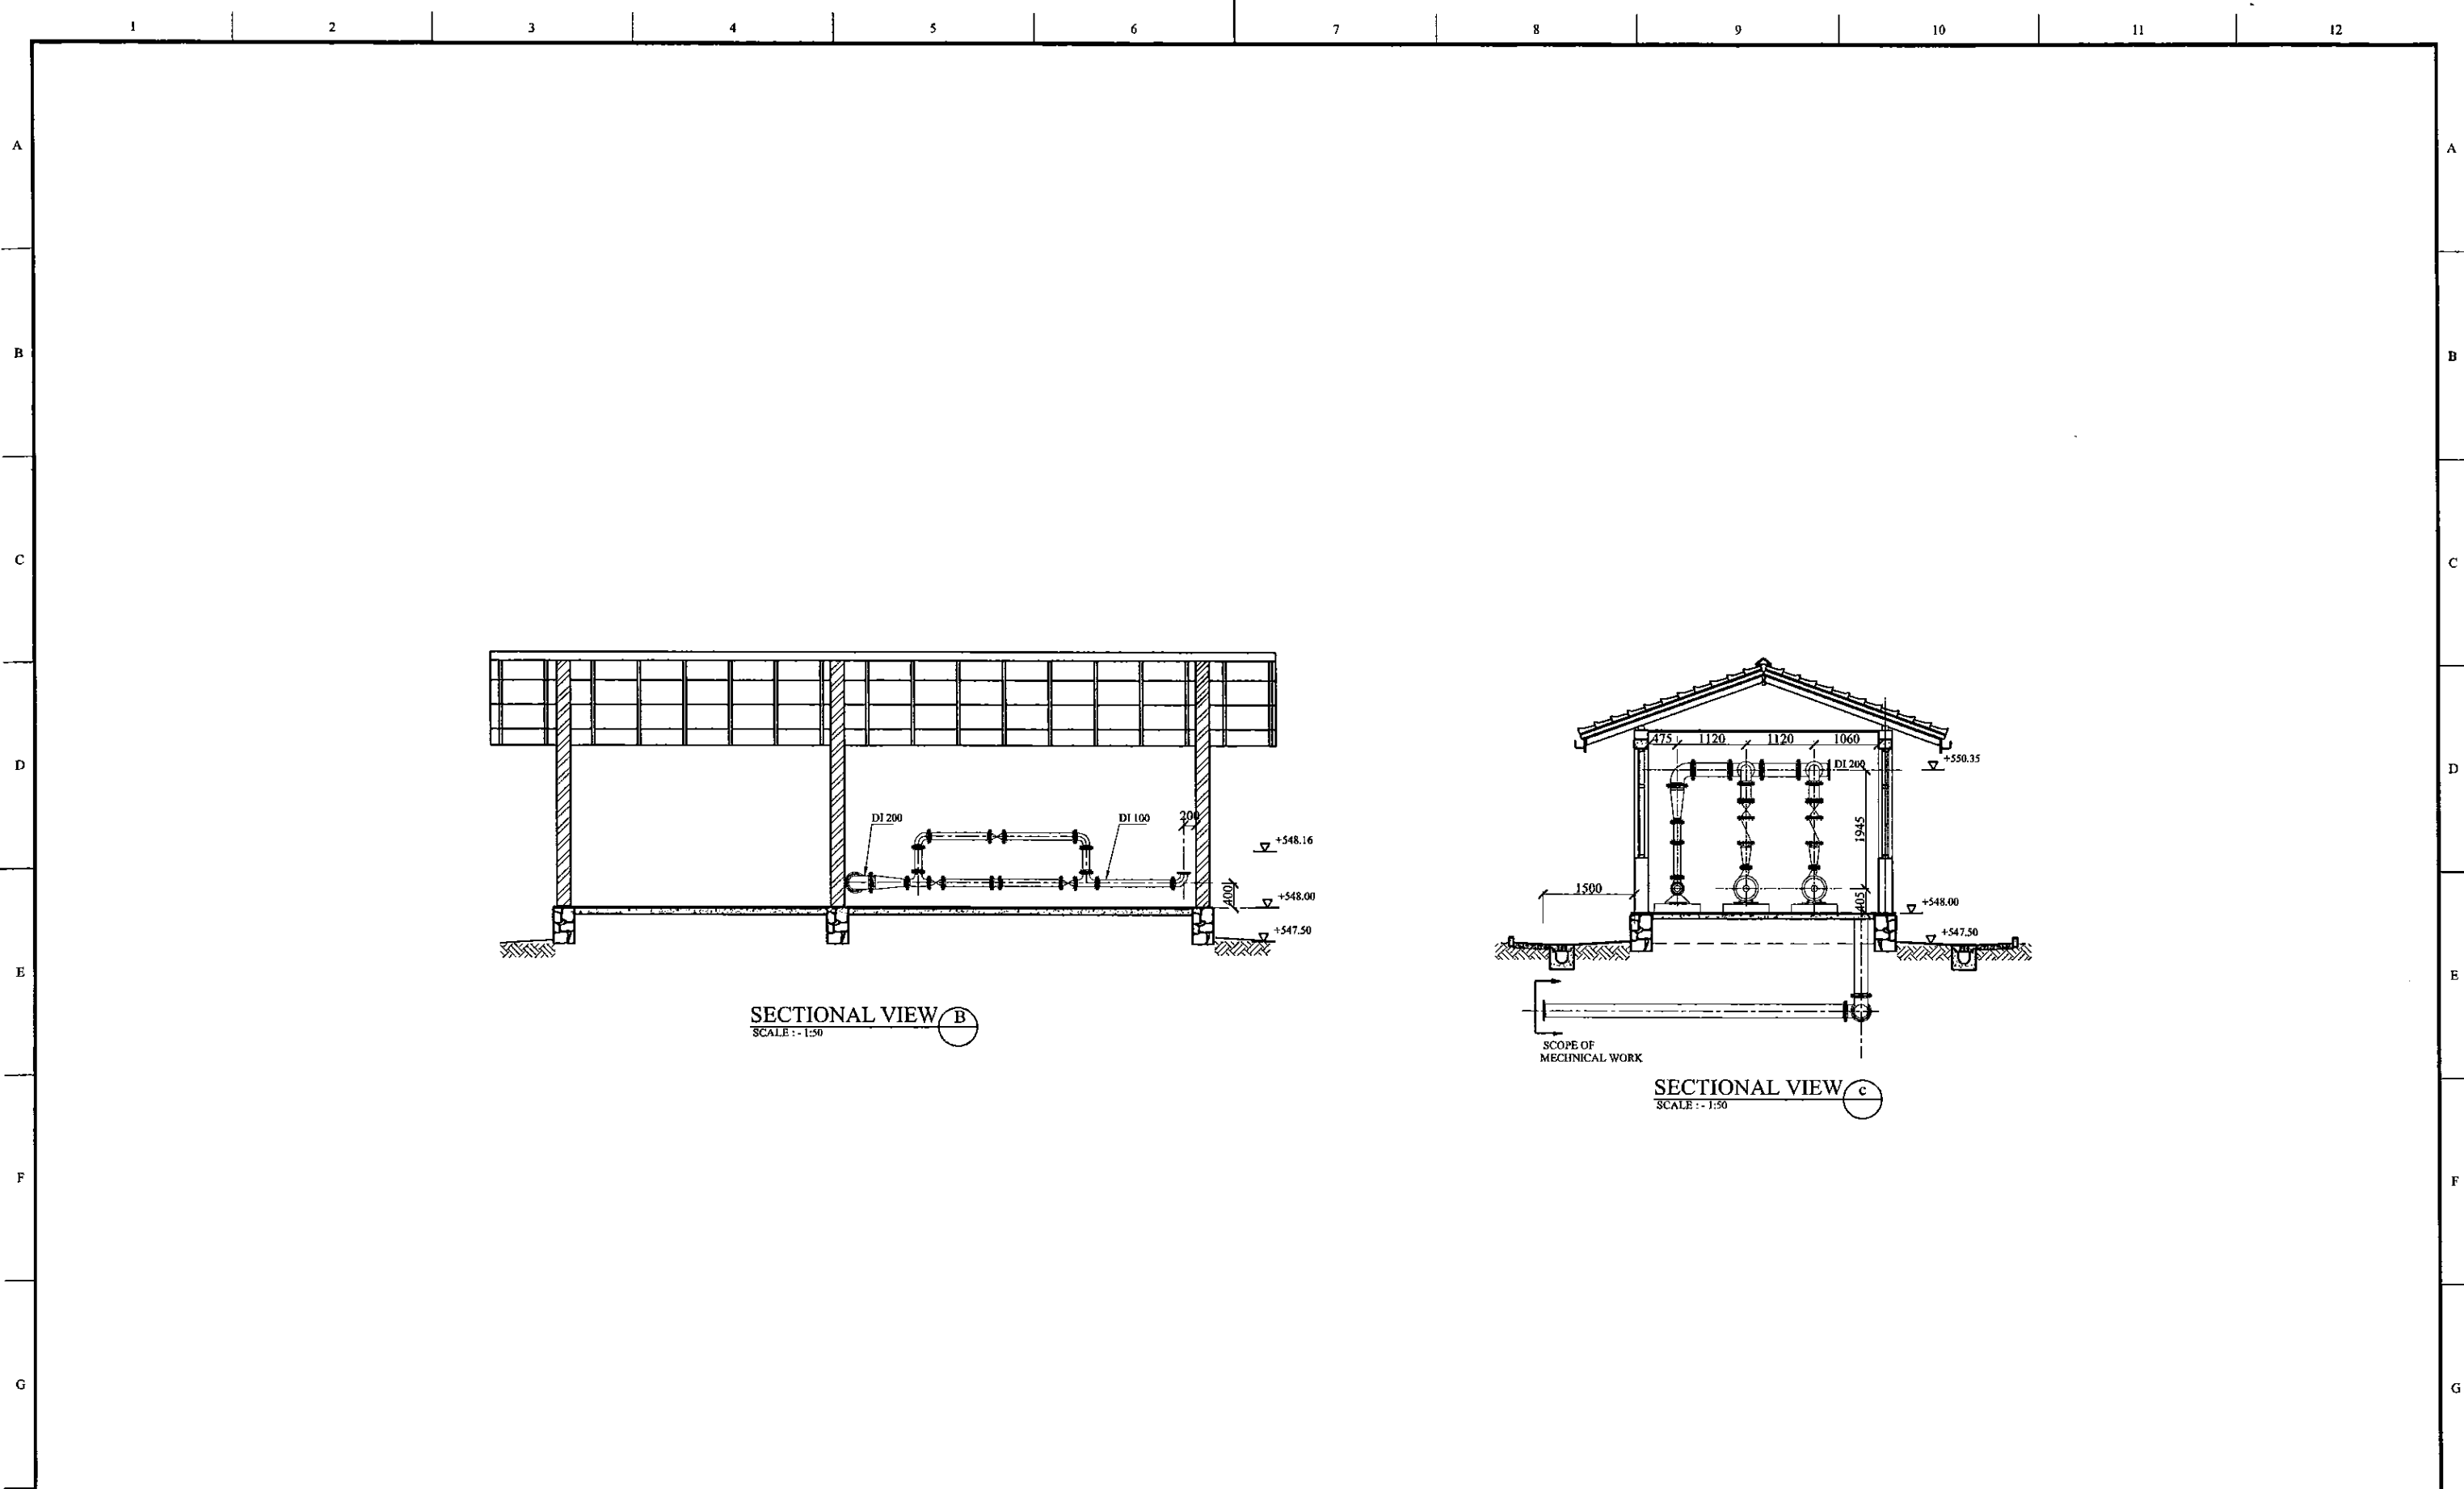 1 2 3 4 5 6 7 8 9 10 11 12
A A
B B
C C
D D
E E
F F
G G
DI 200
DI 100
200
+548.16
400
+548.00
+547.50
SECTIONAL VIEW B
SCALE : - 1:50
475 1120 1120 1060
DI 200
+550.35
1945
1500
405
+548.00
+547.50
SCOPE OF
MECHNICAL WORK
SECTIONAL VIEW c
SCALE : - 1:50